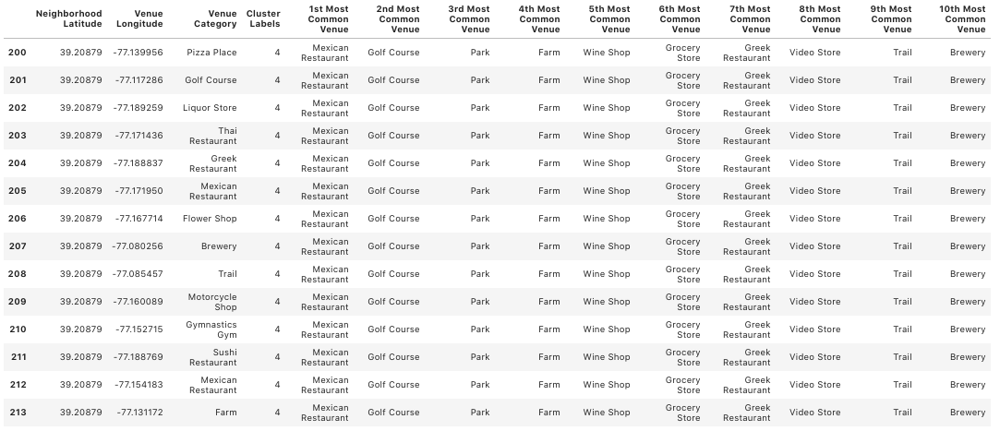 Neighborhood Latitude Venue Longitude Venue Category Cluster Labels 1st Most Common Venue 2nd Most Common Venue 3rd Most Common Venue 4th Most Common Venue 5th Most Common Venue 6th Most Common Venue 7th Most Common Venue 8th Most Common Venue 9th Most Common Venue 10th Most Common Venue
200 39.20879 -77.139956 Pizza Place 4 Mexican Restaurant Golf Course Park Farm Wine Shop Grocery Store Greek Restaurant Video Store Trail Brewery
201 39.20879 -77.117286 Golf Course 4 Mexican Restaurant Golf Course Park Farm Wine Shop Grocery Store Greek Restaurant Video Store Trail Brewery
202 39.20879 -77.189259 Liquor Store 4 Mexican Restaurant Golf Course Park Farm Wine Shop Grocery Store Greek Restaurant Video Store Trail Brewery
203 39.20879 -77.171436 Thai Restaurant 4 Mexican Restaurant Golf Course Park Farm Wine Shop Grocery Store Greek Restaurant Video Store Trail Brewery
204 39.20879 -77.188837 Greek Restaurant 4 Mexican Restaurant Golf Course Park Farm Wine Shop Grocery Store Greek Restaurant Video Store Trail Brewery
205 39.20879 -77.171950 Mexican Restaurant 4 Mexican Restaurant Golf Course Park Farm Wine Shop Grocery Store Greek Restaurant Video Store Trail Brewery
206 39.20879 -77.167714 Flower Shop 4 Mexican Restaurant Golf Course Park Farm Wine Shop Grocery Store Greek Restaurant Video Store Trail Brewery
207 39.20879 -77.080256 Brewery 4 Mexican Restaurant Golf Course Park Farm Wine Shop Grocery Store Greek Restaurant Video Store Trail Brewery
208 39.20879 -77.085457 Trail 4 Mexican Restaurant Golf Course Park Farm Wine Shop Grocery Store Greek Restaurant Video Store Trail Brewery
209 39.20879 -77.160089 Motorcycle Shop 4 Mexican Restaurant Golf Course Park Farm Wine Shop Grocery Store Greek Restaurant Video Store Trail Brewery
210 39.20879 -77.152715 Gymnastics Gym 4 Mexican Restaurant Golf Course Park Farm Wine Shop Grocery Store Greek Restaurant Video Store Trail Brewery
211 39.20879 -77.188769 Sushi Restaurant 4 Mexican Restaurant Golf Course Park Farm Wine Shop Grocery Store Greek Restaurant Video Store Trail Brewery
212 39.20879 -77.154183 Mexican Restaurant 4 Mexican Restaurant Golf Course Park Farm Wine Shop Grocery Store Greek Restaurant Video Store Trail Brewery
213 39.20879 -77.131172 Farm 4 Mexican Restaurant Golf Course Park Farm Wine Shop Grocery Store Greek Restaurant Video Store Trail Brewery